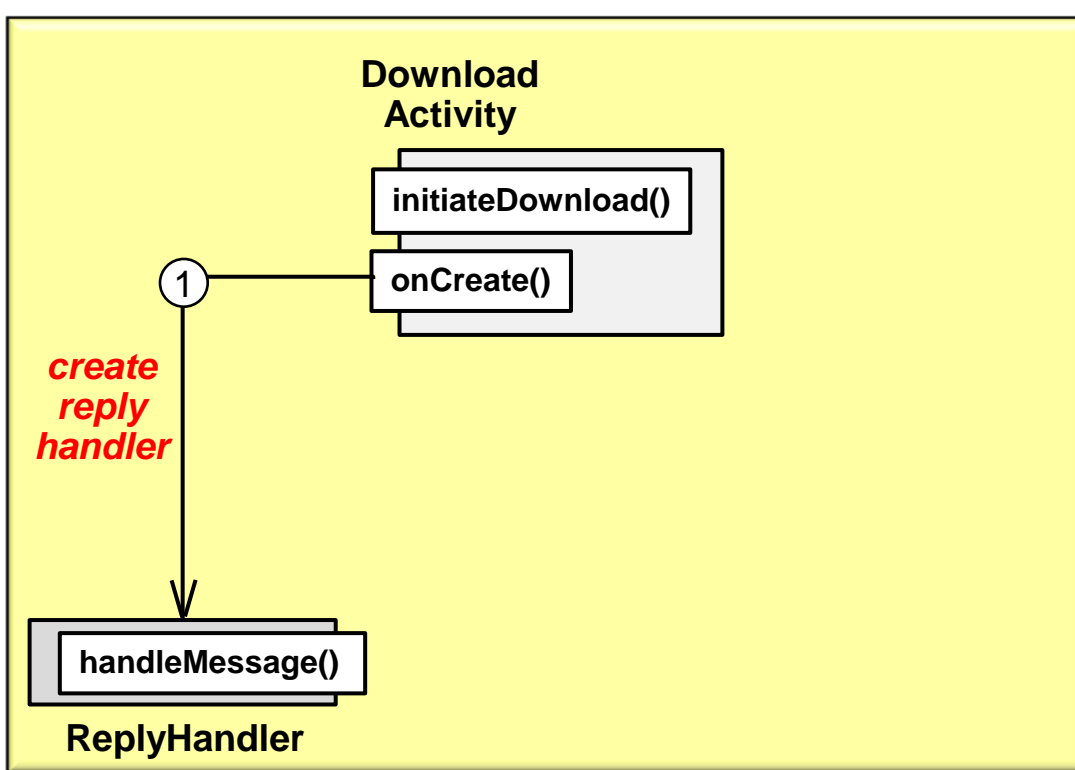 Download
Activity
initiateDownload()
onCreate()
1
create
reply
handler
handleMessage()
ReplyHandler